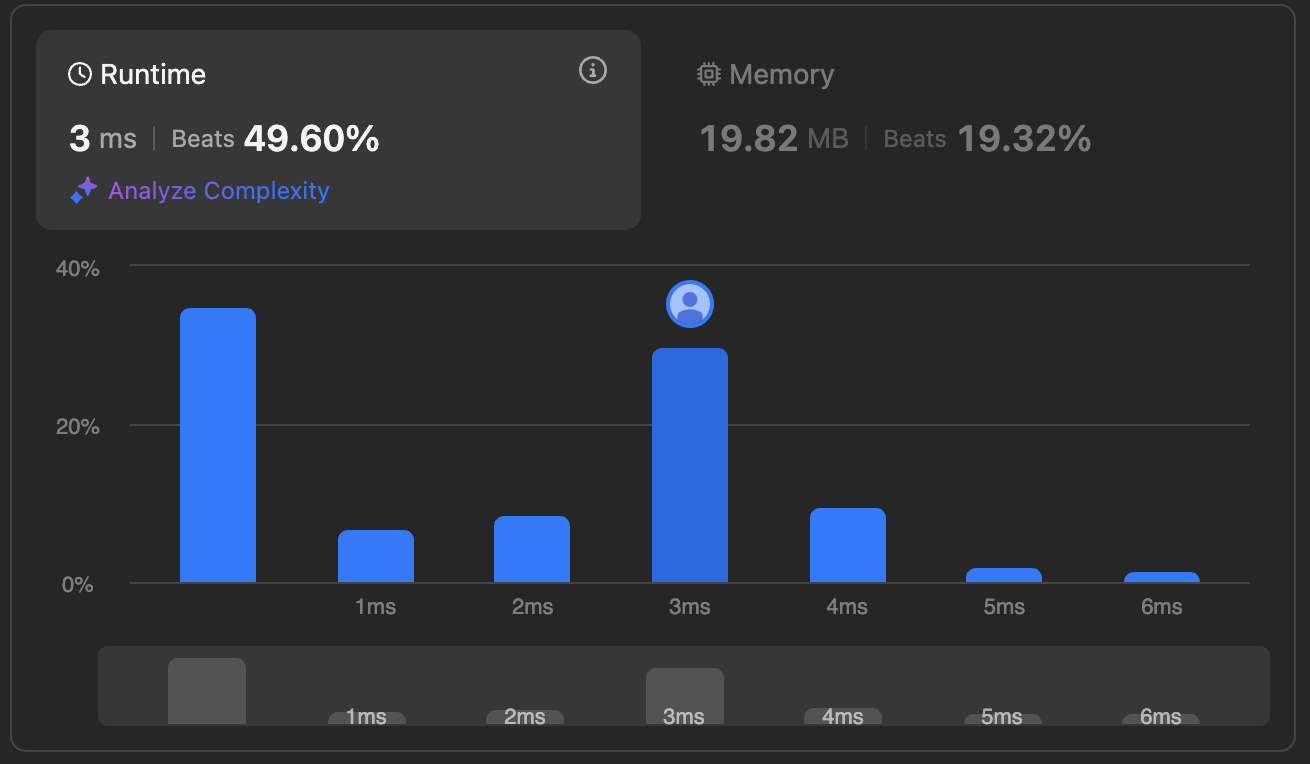 Runtime
3 ms | Beats 49.60%
Analyze Complexity
Memory
19.82 MB | Beats 19.32%
40%
20%
0%
1ms 2ms 3ms 4ms 5ms 6ms
1ms 2ms 3ms 4ms 5ms 6ms